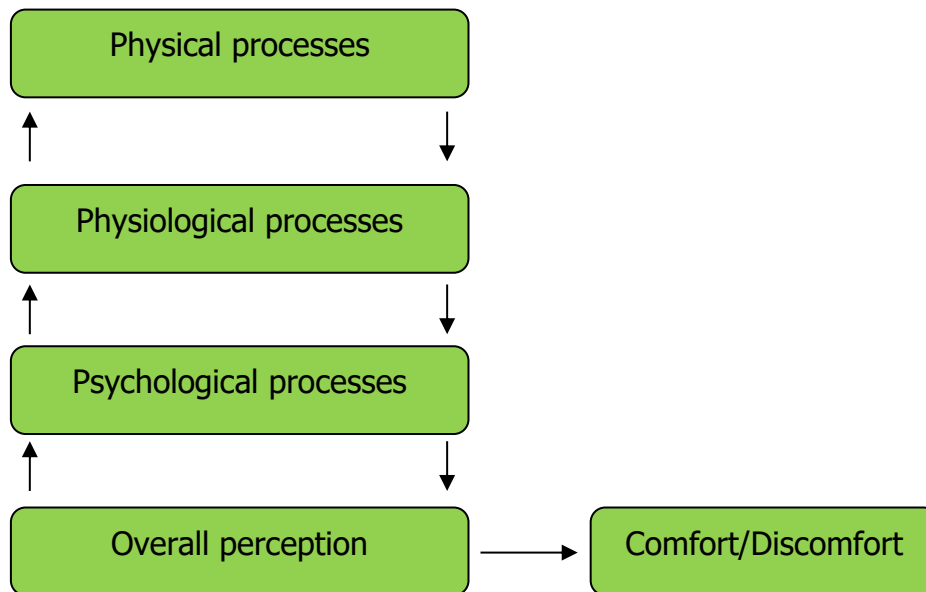 Physical processes
Physiological processes
Psychological processes
Overall perception
Comfort/Discomfort